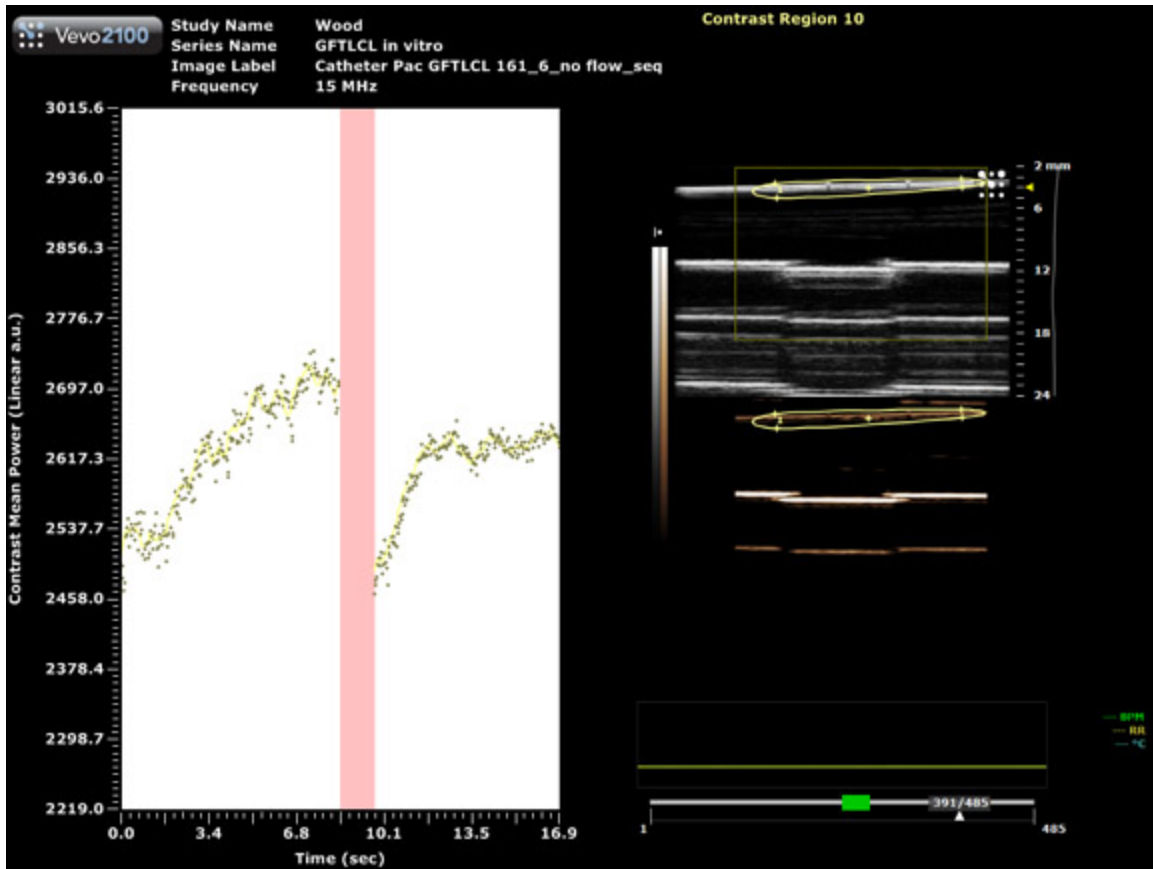 Vevo 2100
Study Name Wood
Series Name GFTLCL in vitro
Image Label Catheter Pac GFTLCL 161_6_no flow_seq
Frequency 15 MHz
Contrast Region 10
Contrast Mean Power (Linear a.u.)
3015.6
2936.0
2856.3
2776.7
2697.0
2617.3
2537.7
2458.0
2378.4
2298.7
2219.0
0.0 3.4 6.8 10.1 13.5 16.9
Time (sec)
2 mm
6
12
18
24
BPM
RR
°C
391/485
1 485